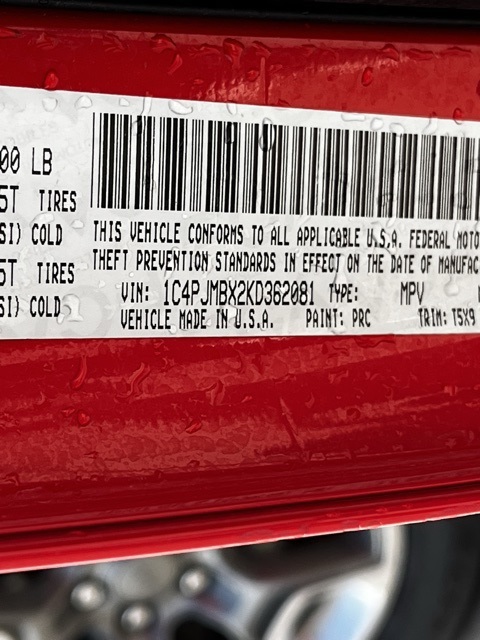 00 LB
5T TIRES
SI) COLD
5T TIRES
SI) COLD
THIS VEHICLE CONFORMS TO ALL APPLICABLE U.S.A. FEDERAL MOTO
THEFT PREVENTION STANDARDS IN EFFECT ON THE DATE OF MANUFAC
VIN: 1C4PJMBX2KD362081 TYPE: MPV
VEHICLE MADE IN U.S.A. PAINT: PRC TRIM: T5X9